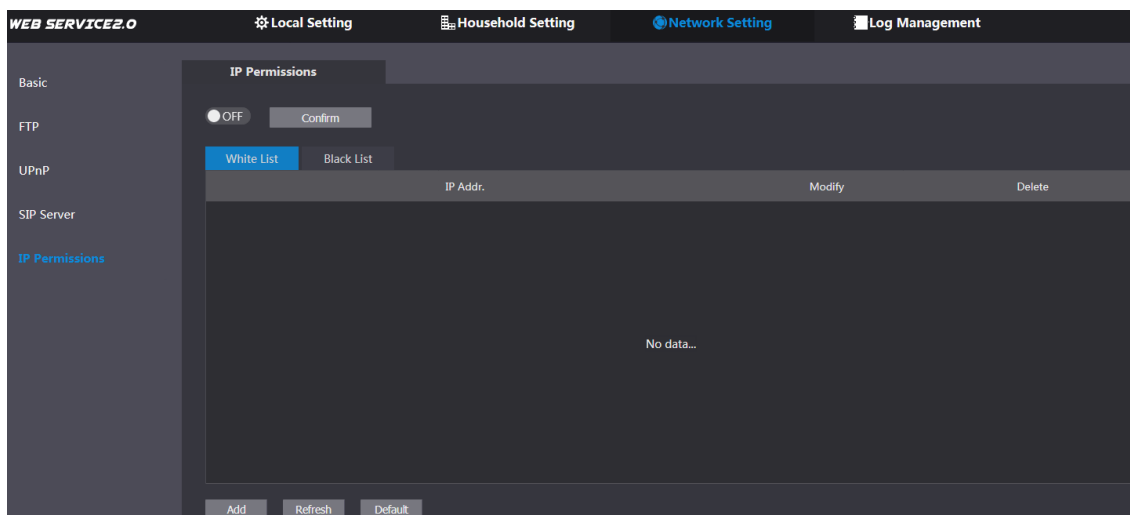 WEB SERVICE2.0 Local Setting Household Setting Network Setting Log Management
Basic
FTP
UPnP
SIP Server
IP Permissions
IP Permissions
OFF Confirm
White List Black List
IP Addr. Modify Delete
No data...
Add Refresh Default